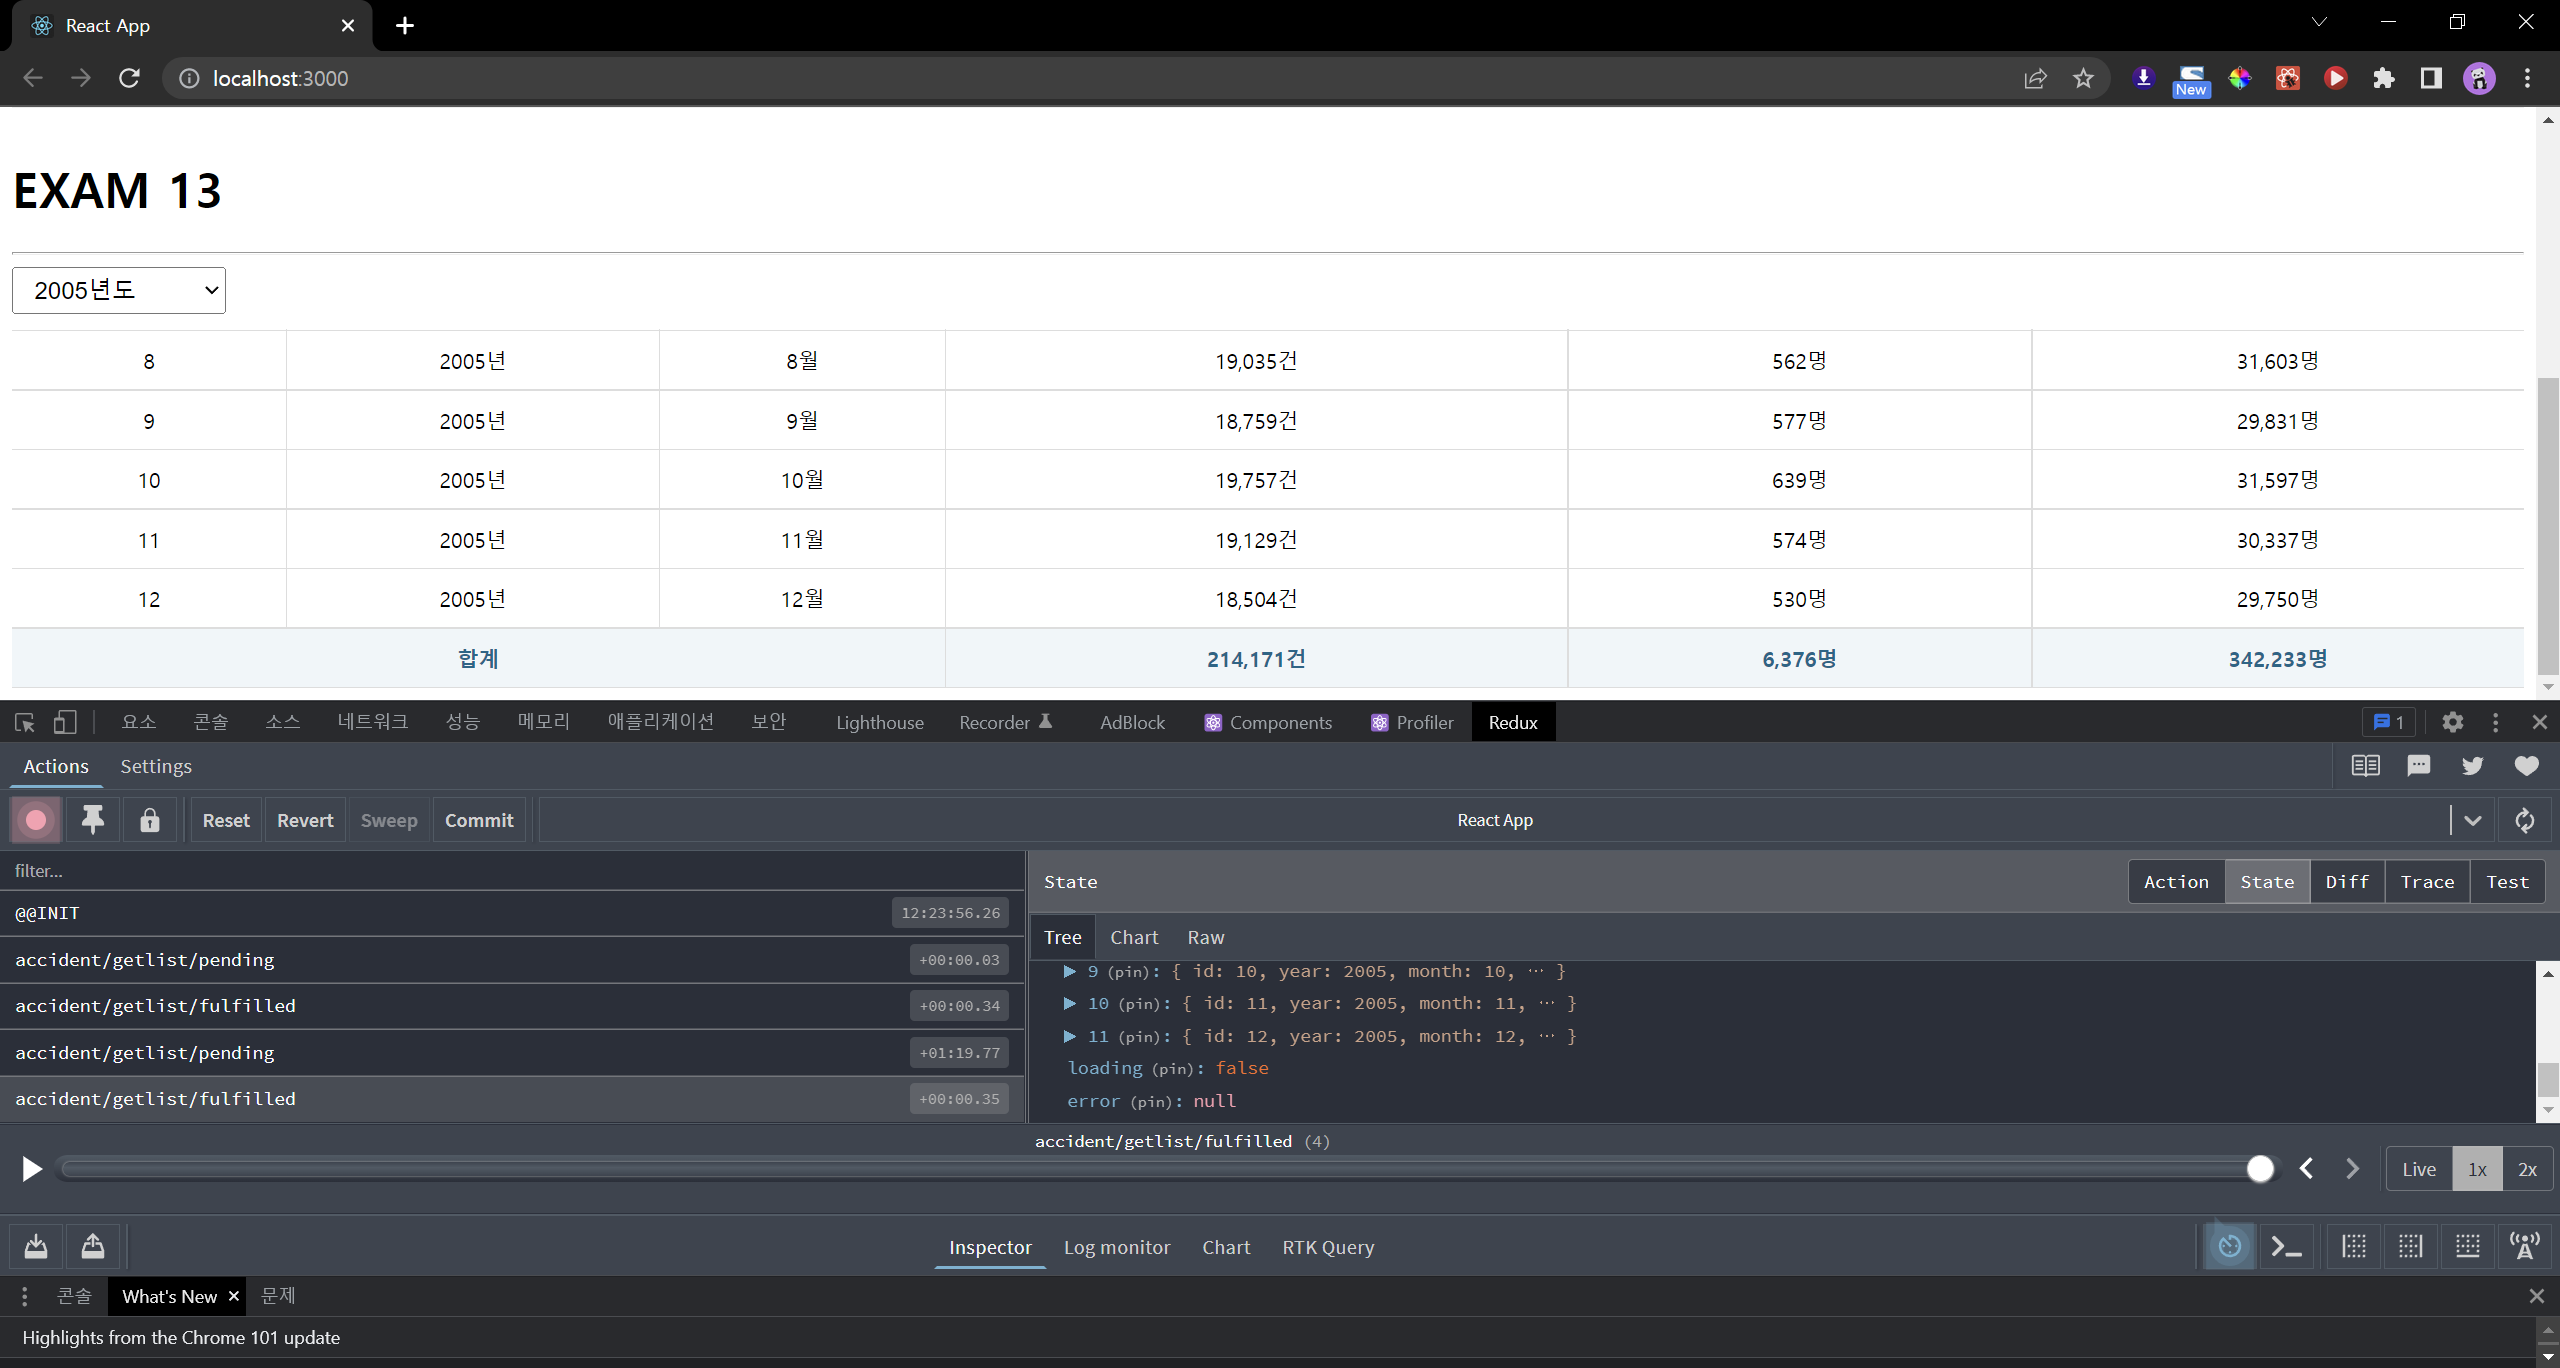 React App
localhost:3000
New
EXAM 13
2005년도
8 2005년 8월 19,035건 562명 31,603명
9 2005년 9월 18,759건 577명 29,831명
10 2005년 10월 19,757건 639명 31,597명
11 2005년 11월 19,129건 574명 30,337명
12 2005년 12월 18,504건 530명 29,750명
합계 214,171건 6,376명 342,233명
요소 콘솔 소스 네트워크 성능 메모리 애플리케이션 보안 Lighthouse Recorder AdBlock Components Profiler Redux 1
Actions Settings
Reset Revert Sweep Commit React App
filter...
State Action State Diff Trace Test
@@INIT 12:23:56.26
Tree Chart Raw
accident/getlist/pending +00:00.03
accident/getlist/fulfilled +00:00.34
accident/getlist/pending +01:19.77
accident/getlist/fulfilled +00:00.35
▶ 9 (pin): { id: 10, year: 2005, month: 10, ⋯ }
▶ 10 (pin): { id: 11, year: 2005, month: 11, ⋯ }
▶ 11 (pin): { id: 12, year: 2005, month: 12, ⋯ }
loading (pin): false
error (pin): null
accident/getlist/fulfilled (4)
Live 1x 2x
Inspector Log monitor Chart RTK Query
콘솔 What's New 문제
Highlights from the Chrome 101 update